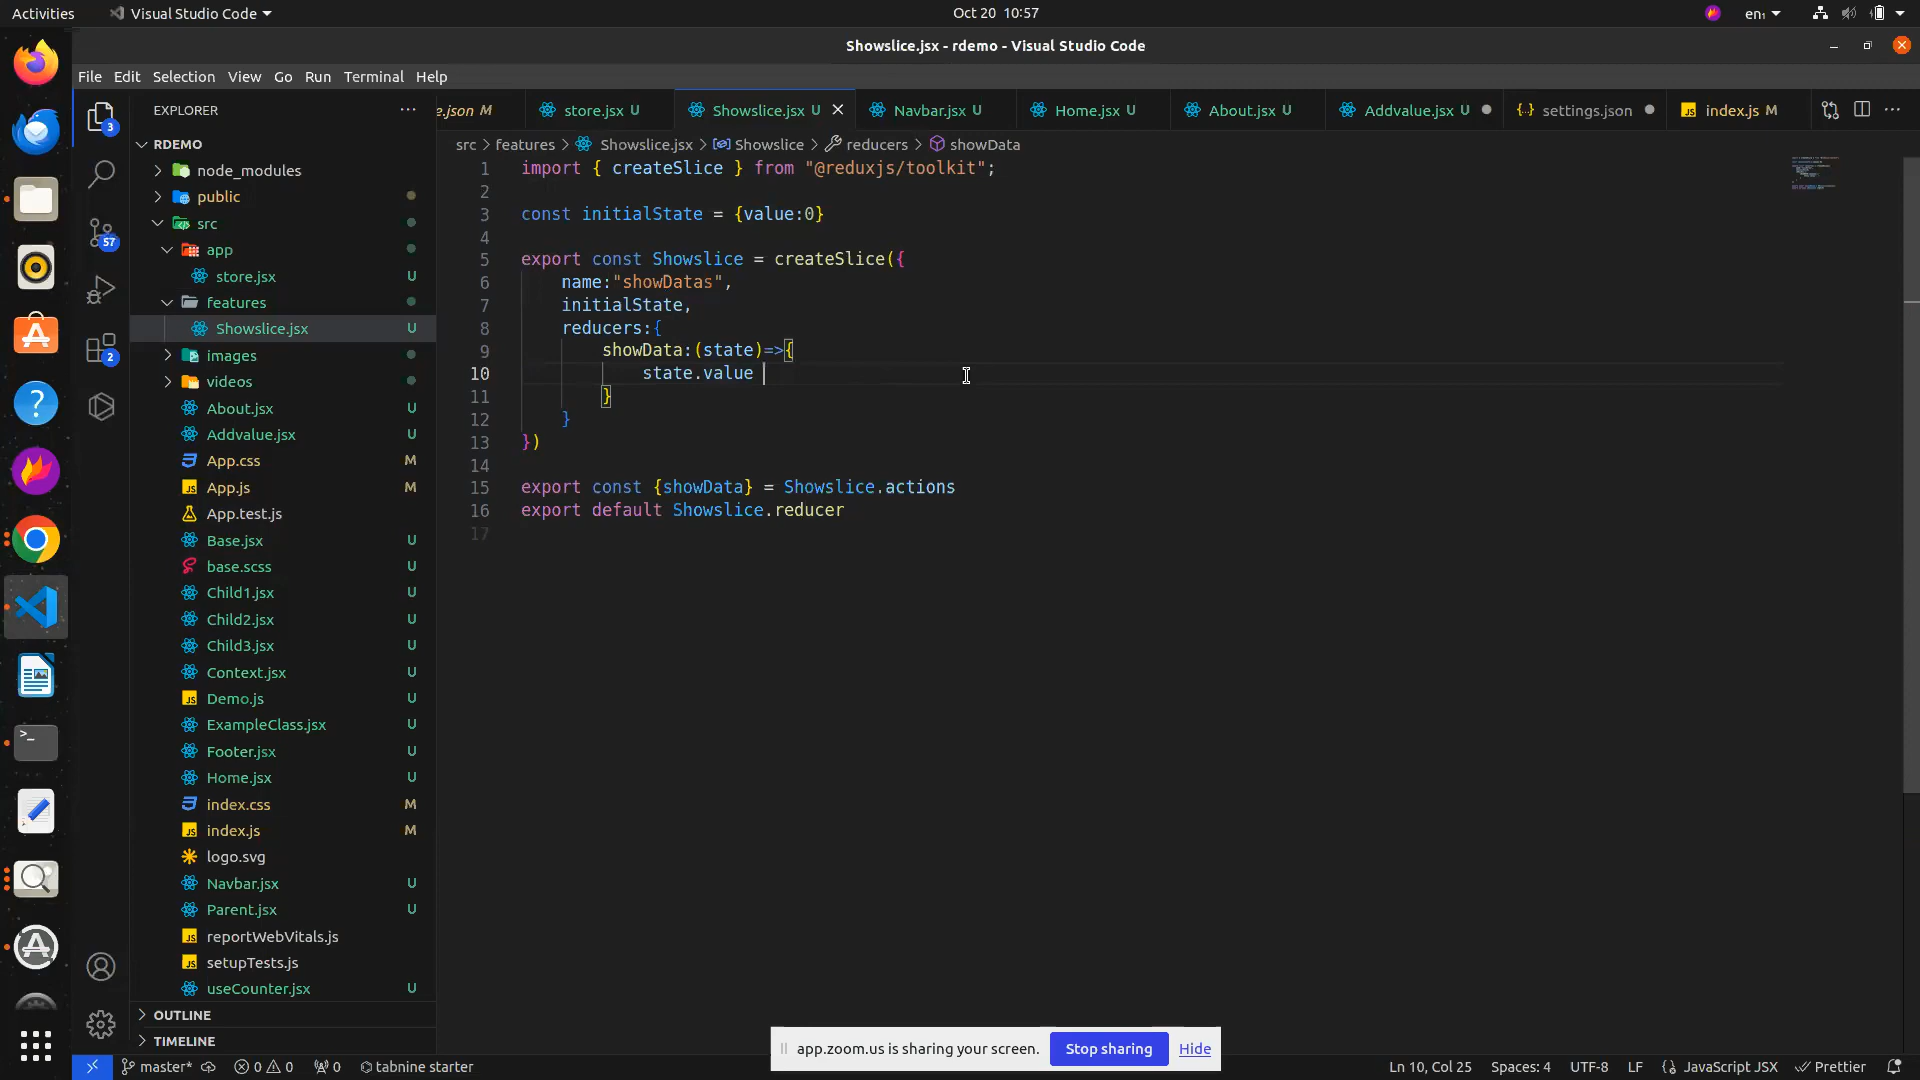 Activities
Visual Studio Code
Oct 20 10:57
en₁
Showslice.jsx - rdemo - Visual Studio Code
File Edit Selection View Go Run Terminal Help
EXPLORER
e.json M
store.jsx U
Showslice.jsx U
Navbar.jsx U
Home.jsx U
About.jsx U
Addvalue.jsx U
settings.json
index.js M
src > features > Showslice.jsx > Showslice > reducers > showData
3
57
2
RDEMO
node_modules
public
src
app
store.jsx U
features
Showslice.jsx U
images
videos
About.jsx U
Addvalue.jsx U
App.css M
App.js M
App.test.js
Base.jsx U
base.scss U
Child1.jsx U
Child2.jsx U
Child3.jsx U
Context.jsx U
Demo.js U
ExampleClass.jsx U
Footer.jsx U
Home.jsx U
index.css M
index.js M
logo.svg
Navbar.jsx U
Parent.jsx U
reportWebVitals.js
setupTests.js
useCounter.jsx U
OUTLINE
TIMELINE
1 import { createSlice } from "@reduxjs/toolkit";
2
3 const initialState = {value:0}
4
5 export const Showslice = createSlice({
6 name:"showDatas",
7 initialState,
8 reducers:{
9 showData:(state)=>{
10 state.value
11 }
12 }
13 })
14
15 export const {showData} = Showslice.actions
16 export default Showslice.reducer
17
app.zoom.us is sharing your screen. Stop sharing Hide
master* 0 0 0 tabnine starter
Ln 10, Col 25 Spaces: 4 UTF-8 LF JavaScript JSX Prettier